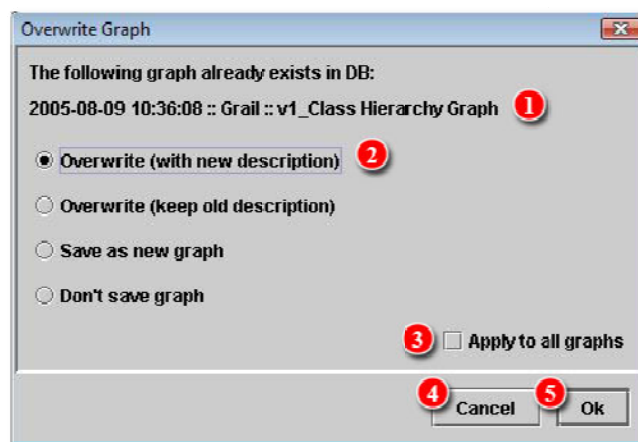 Overwrite Graph
The following graph already exists in DB:
2005-08-09 10:36:08 :: Grail :: v1_Class Hierarchy Graph 1
Overwrite (with new description) 2
Overwrite (keep old description)
Save as new graph
Don't save graph
3 Apply to all graphs
4 Cancel 5 Ok